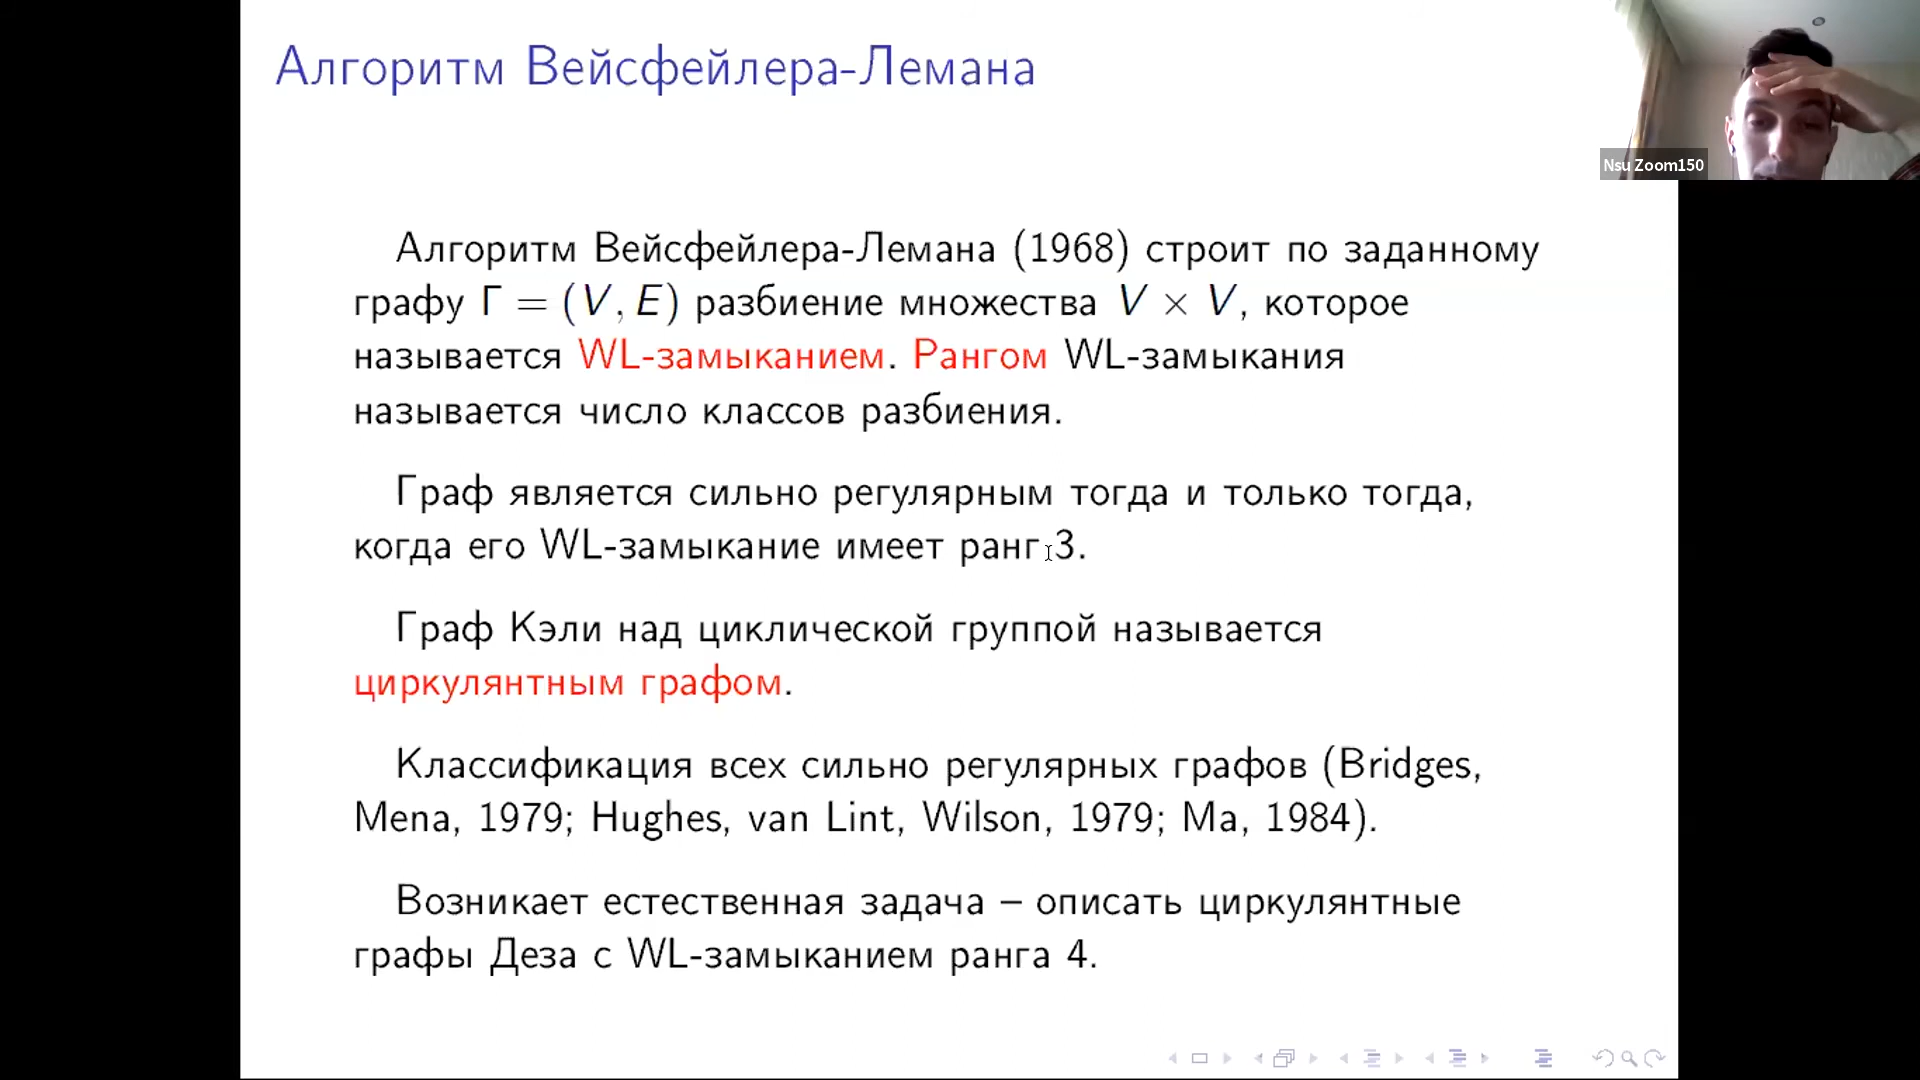 Алгоритм Вейсфейлера-Лемана
Nsu Zoom150
Алгоритм Вейсфейлера-Лемана (1968) строит по заданному
графу Γ = (V, E) разбиение множества V × V, которое
называется WL-замыканием. Рангом WL-замыкания
называется число классов разбиения.
Граф является сильно регулярным тогда и только тогда,
когда его WL-замыкание имеет ранг 3.
Граф Кэли над циклической группой называется
циркулянтным графом.
Классификация всех сильно регулярных графов (Bridges,
Mena, 1979; Hughes, van Lint, Wilson, 1979; Ma, 1984).
Возникает естественная задача – описать циркулянтные
графы Деза с WL-замыканием ранга 4.